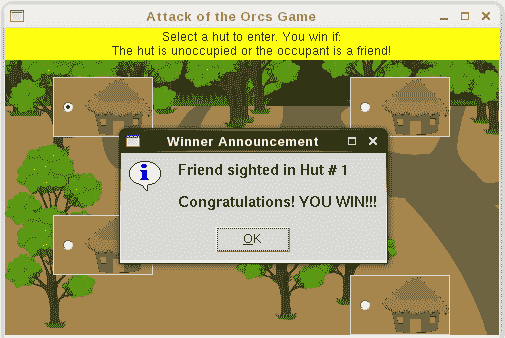 Attack of the Orcs Game
Select a hut to enter. You win if:
The hut is unoccupied or the occupant is a friend!
Winner Announcement
Friend sighted in Hut # 1
Congratulations! YOU WIN!!!
OK